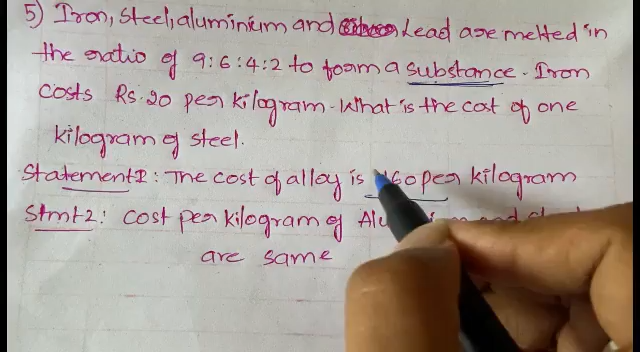 5) Iron, Steel, aluminium and Lead are melted in
the ratio of 9:6:4:2 to form a substance. Iron
costs Rs.20 per kilogram. What is the cost of one
kilogram of steel.
Statement1: The cost of alloy is 60 per kilogram
Stmt2: Cost per kilogram of and
are same